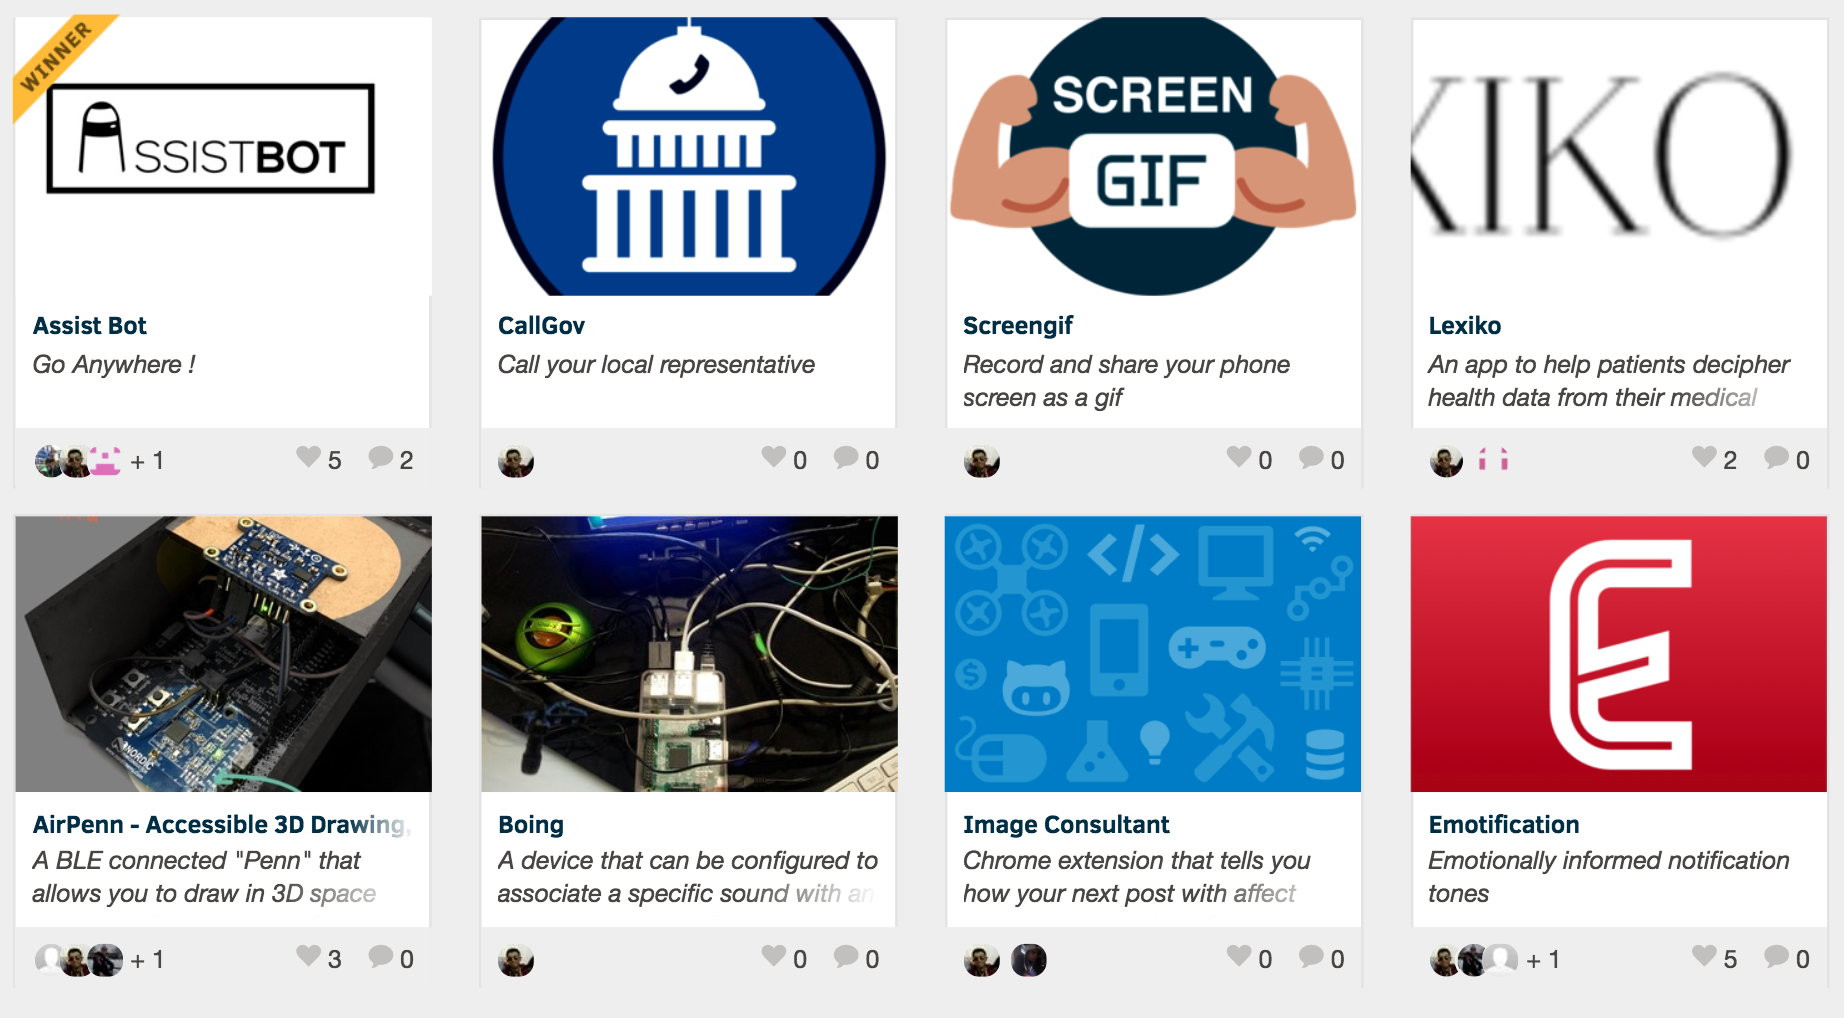 WINNER
ASSISTBOT
SCREEN
GIF
XIKO
Assist Bot
Go Anywhere !
+ 1
5
2
CallGov
Call your local representative
0
0
Screengif
Record and share your phone
screen as a gif
0
0
Lexiko
An app to help patients decipher
health data from their medical
2
0
NORDIC
</>
$
E
AirPenn - Accessible 3D Drawing,
A BLE connected "Penn" that
allows you to draw in 3D space
+ 1
3
0
Boing
A device that can be configured to
associate a specific sound with an
0
0
Image Consultant
Chrome extension that tells you
how your next post with affect
0
0
Emotification
Emotionally informed notification
tones
+ 1
5
0